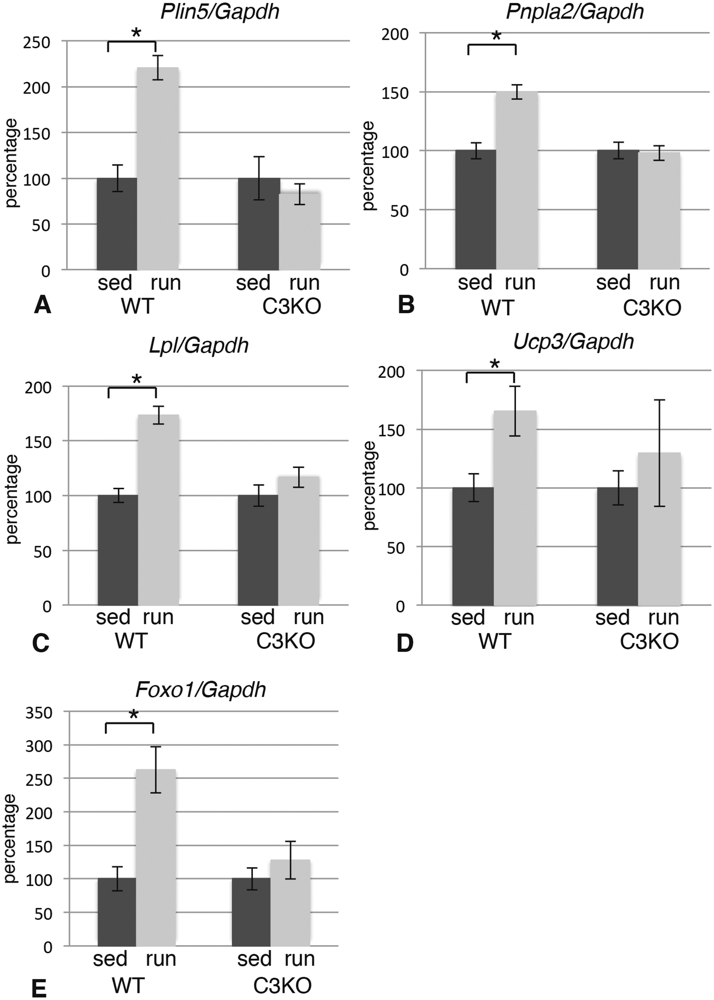 Plin5/Gapdh
*
250
200
150
100
50
0
percentage
sed run sed run
WT C3KO
A
Pnpla2/Gapdh
*
200
150
100
50
0
percentage
sed run sed run
WT C3KO
B
Lpl/Gapdh
*
200
150
100
50
0
percentage
sed run sed run
WT C3KO
C
Ucp3/Gapdh
*
200
150
100
50
0
percentage
sed run sed run
WT C3KO
D
Foxo1/Gapdh
*
350
300
250
200
150
100
50
0
percentage
sed run sed run
WT C3KO
E